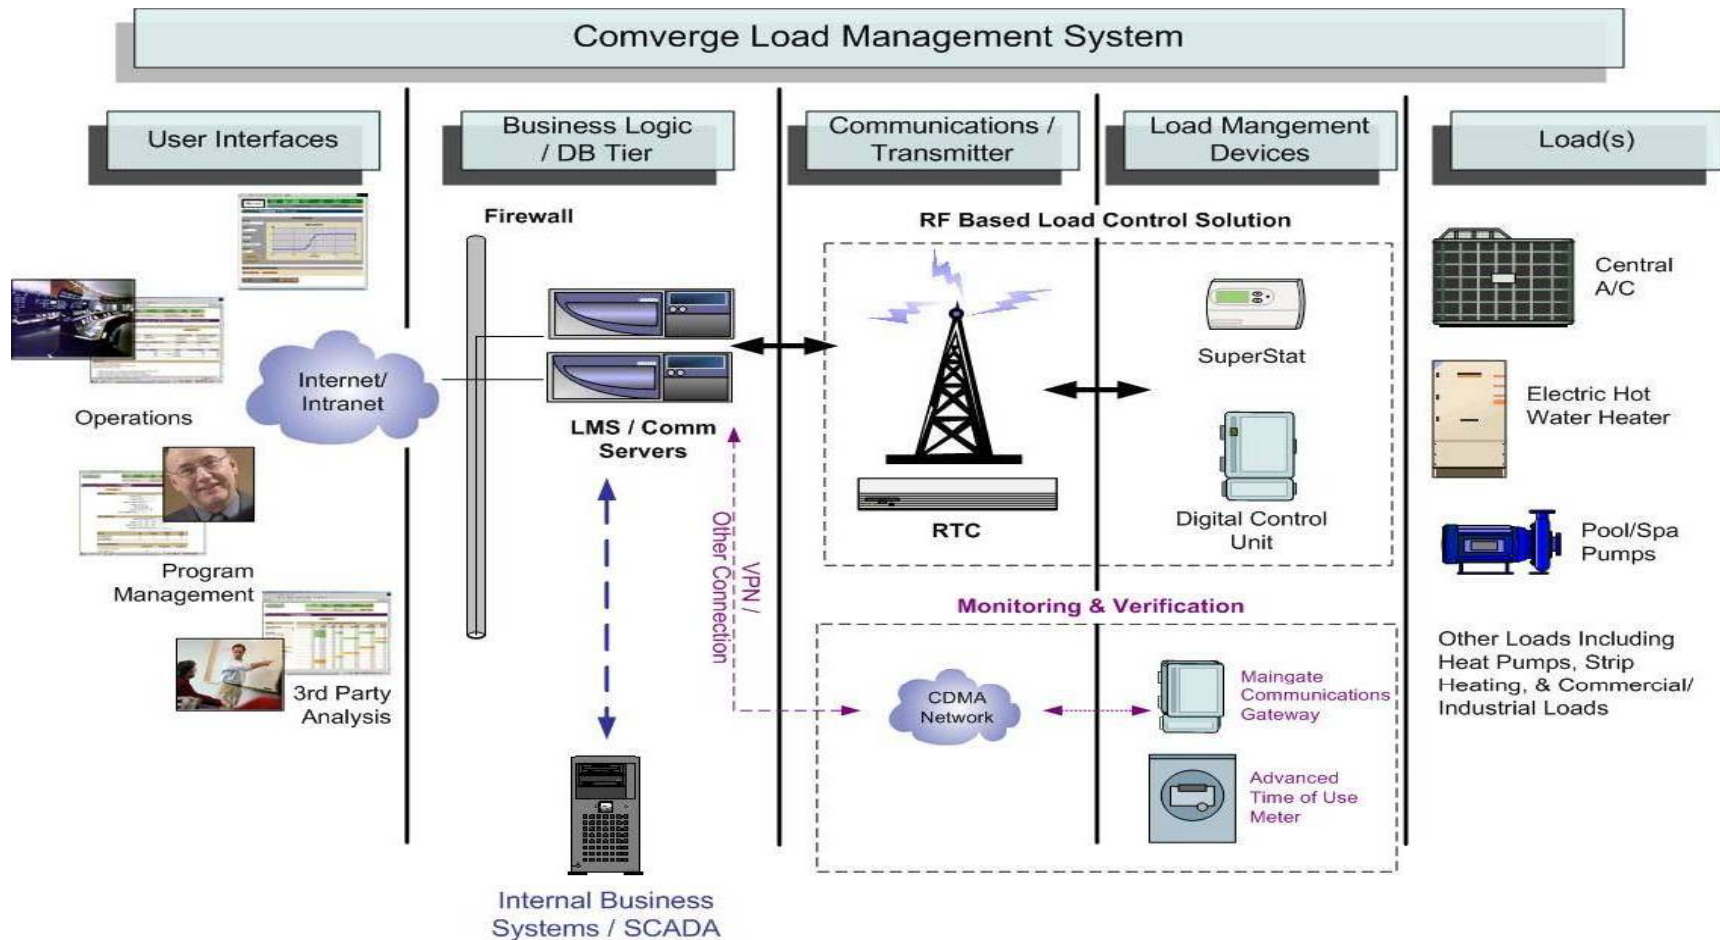 Comverge Load Management System
User Interfaces
Business Logic
/ DB Tier
Communications /
Transmitter
Load Mangement
Devices
Load(s)
Firewall
RF Based Load Control Solution
Internet/
Intranet
Operations
LMS / Comm
Servers
VPN /
Other Connection
RTC
SuperStat
Digital Control
Unit
Central
A/C
Electric Hot
Water Heater
Pool/Spa
Pumps
Program
Management
3rd Party
Analysis
Monitoring & Verification
CDMA
Network
Maingate
Communications
Gateway
Advanced
Time of Use
Meter
Other Loads Including
Heat Pumps, Strip
Heating, & Commercial/
Industrial Loads
Internal Business
Systems / SCADA